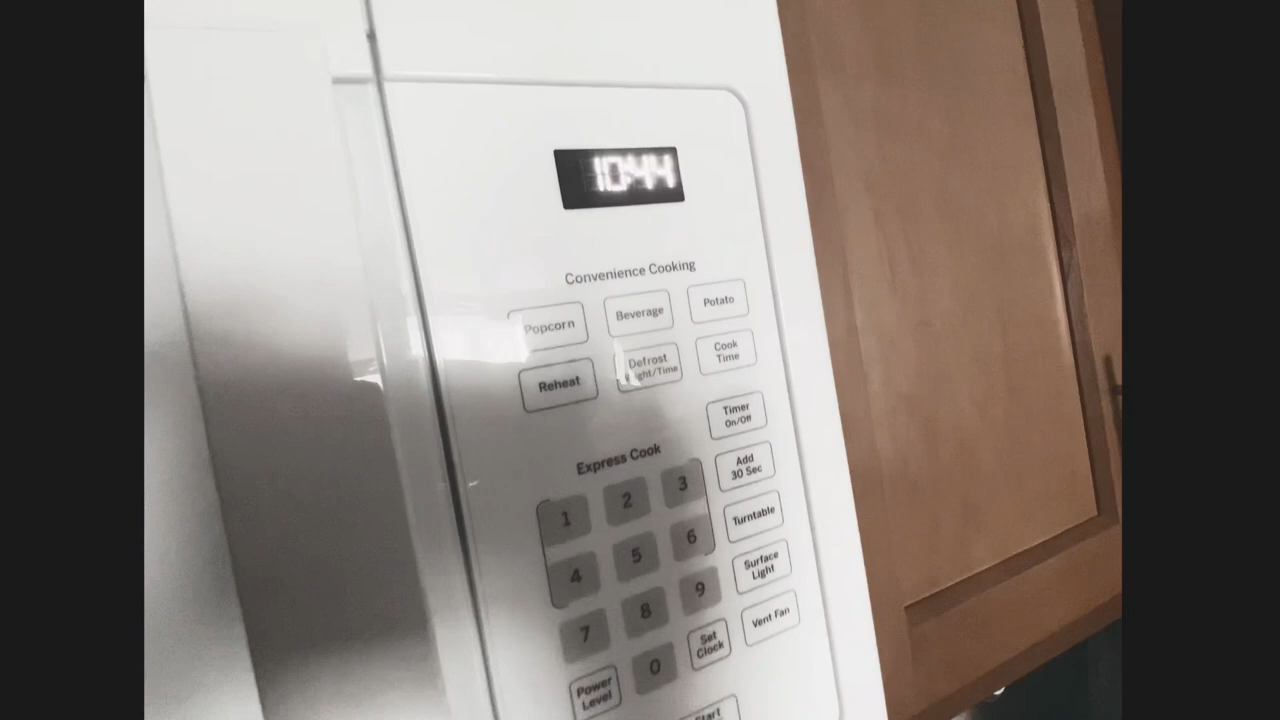 10:44
Convenience Cooking
Popcorn
Beverage
Potato
Reheat
Defrost
Cook
Time
Timer
On/Off
Express Cook
Add
30 Sec
1
2
3
Turntable
4
5
6
Surface
Light
7
8
9
Vent Fan
Power
Level
0
Set
Clock
Start